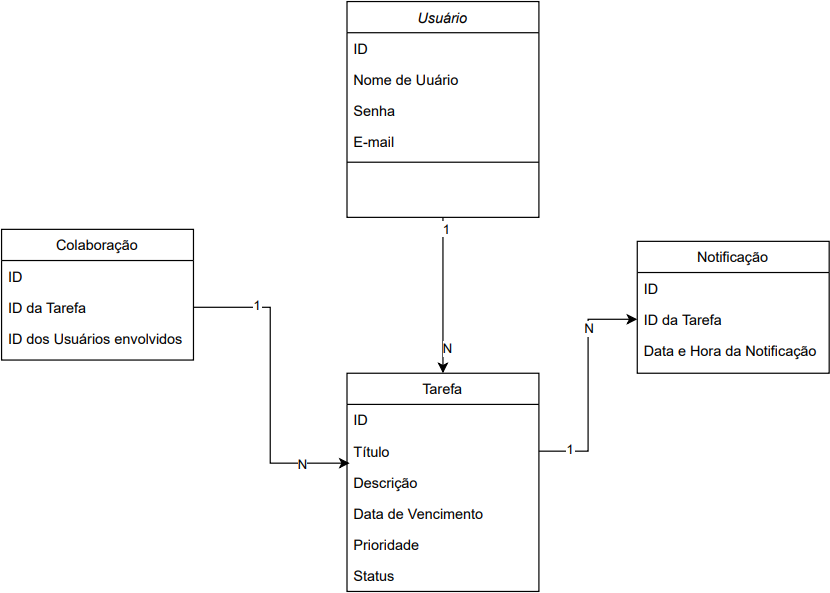 Usuário
ID
Nome de Uuário
Senha
E-mail
1
N
Colaboração
ID
ID da Tarefa
ID dos Usuários envolvidos
1
N
Notificação
ID
ID da Tarefa
Data e Hora da Notificação
N
1
Tarefa
ID
Título
Descrição
Data de Vencimento
Prioridade
Status